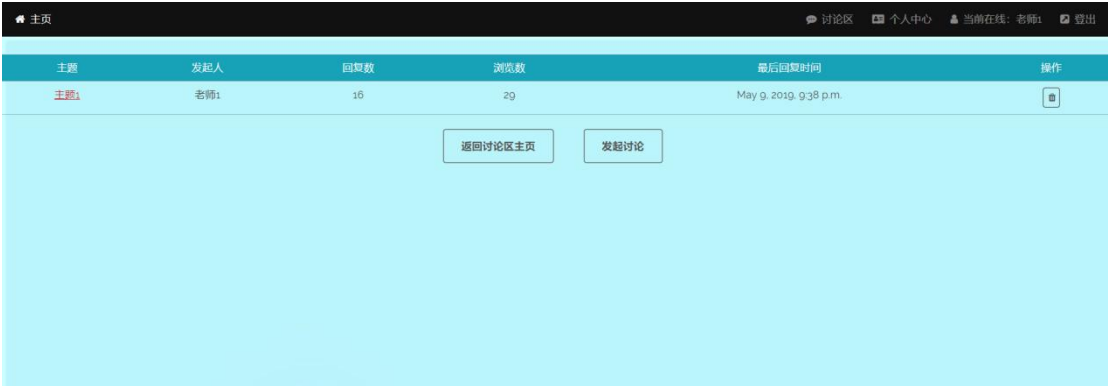 主页 讨论区 个人中心 当前在线：老师1 登出
主题 发起人 回复数 浏览数 最后回复时间 操作
主题1 老师1 16 29 May 9, 2019, 9:38 p.m.
返回讨论区主页 发起讨论